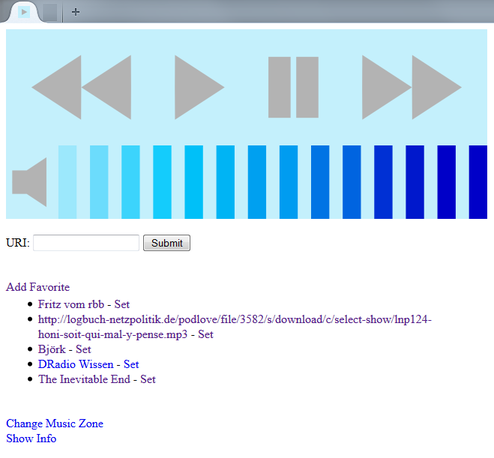 URI: Submit
Add Favorite
Fritz vom rbb - Set
http://logbuch-netzpolitik.de/podlove/file/3582/s/download/c/select-show/lnp124-
honi-soit-qui-mal-y-pense.mp3 - Set
Björk - Set
DRadio Wissen - Set
The Inevitable End - Set
Change Music Zone
Show Info